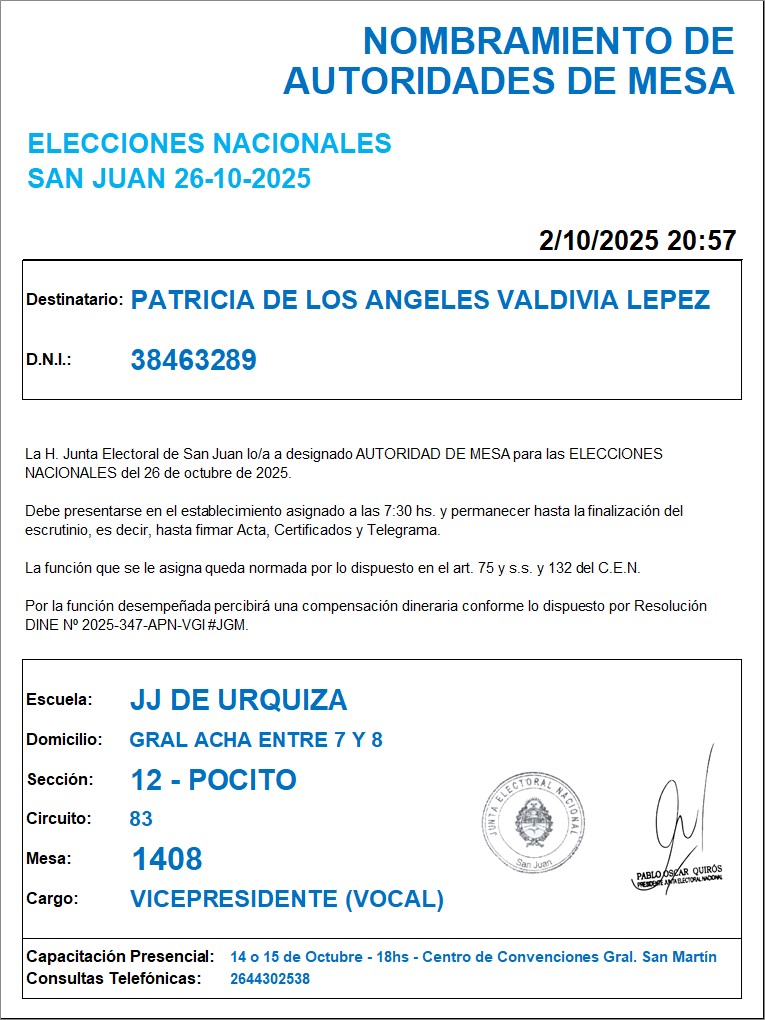 NOMBRAMIENTO DE
AUTORIDADES DE MESA
ELECCIONES NACIONALES
SAN JUAN 26-10-2025
2/10/2025 20:57
Destinatario: PATRICIA DE LOS ANGELES VALDIVIA LEPEZ
D.N.I.: 38463289
La H. Junta Electoral de San Juan lo/a a designado AUTORIDAD DE MESA para las ELECCIONES
NACIONALES del 26 de octubre de 2025.
Debe presentarse en el establecimiento asignado a las 7:30 hs. y permanecer hasta la finalización del
escrutinio, es decir, hasta firmar Acta, Certificados y Telegrama.
La función que se le asigna queda normada por lo dispuesto en el art. 75 y s.s. y 132 del C.E.N.
Por la función desempeñada percibirá una compensación dineraria conforme lo dispuesto por Resolución
DINE Nº 2025-347-APN-VGI#JGM.
Escuela: JJ DE URQUIZA
Domicilio: GRAL ACHA ENTRE 7 Y 8
Sección: 12 - POCITO
Circuito: 83
Mesa: 1408
Cargo: VICEPRESIDENTE (VOCAL)
JUNTA ELECTORAL NACIONAL
San Juan
PABLO OSCAR QUIRÓS
PRESIDENTE JUNTA ELECTORAL NACIONAL
Capacitación Presencial: 14 o 15 de Octubre - 18hs - Centro de Convenciones Gral. San Martín
Consultas Telefónicas: 2644302538